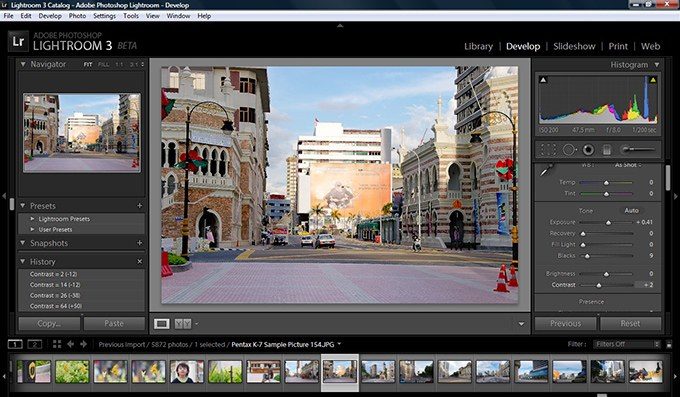 Lightroom 3 Catalog - Adobe Photoshop Lightroom - Develop
File Edit Develop Photo Settings Tools View Window Help
Lr ADOBE PHOTOSHOP
LIGHTROOM 3 BETA
Library | Develop | Slideshow | Print | Web
Navigator FIT FILL 1:1 3:1
Histogram
ISO 200 47.5 mm f / 8.0 1/200 sec
WB : As Shot
Temp 0
Tint 0
Tone Auto
Exposure + 0.41
Recovery 0
Fill Light 0
Blacks 9
Brightness 0
Contrast + 2
Presence
Presets
Lightroom Presets
User Presets
Snapshots
History
Contrast = 2 (-12)
Contrast = 14 (-12)
Contrast = 26 (-38)
Contrast = 64 (+50)
Copy... Paste
Y Y
Previous Reset
1 2 Previous Import / 5872 photos / 1 selected / Pentax K-7 Sample Picture 154.JPG
Filter : Filters Off